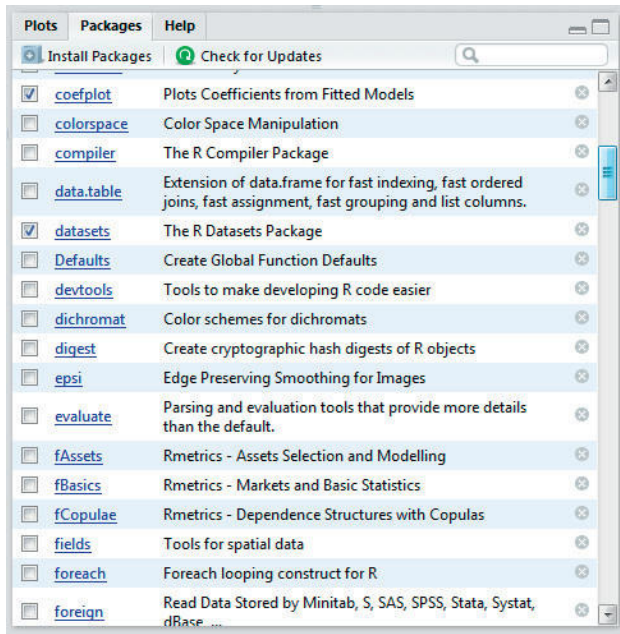 Plots Packages Help
Install Packages Check for Updates
coefplot Plots Coefficients from Fitted Models
colorspace Color Space Manipulation
compiler The R Compiler Package
data.table Extension of data.frame for fast indexing, fast ordered
joins, fast assignment, fast grouping and list columns.
datasets The R Datasets Package
Defaults Create Global Function Defaults
devtools Tools to make developing R code easier
dichromat Color schemes for dichromats
digest Create cryptographic hash digests of R objects
epsi Edge Preserving Smoothing for Images
evaluate Parsing and evaluation tools that provide more details
than the default.
fAssets Rmetrics - Assets Selection and Modelling
fBasics Rmetrics - Markets and Basic Statistics
fCopulae Rmetrics - Dependence Structures with Copulas
fields Tools for spatial data
foreach Foreach looping construct for R
foreign Read Data Stored by Minitab, S, SAS, SPSS, Stata, Systat,
dBase, ...